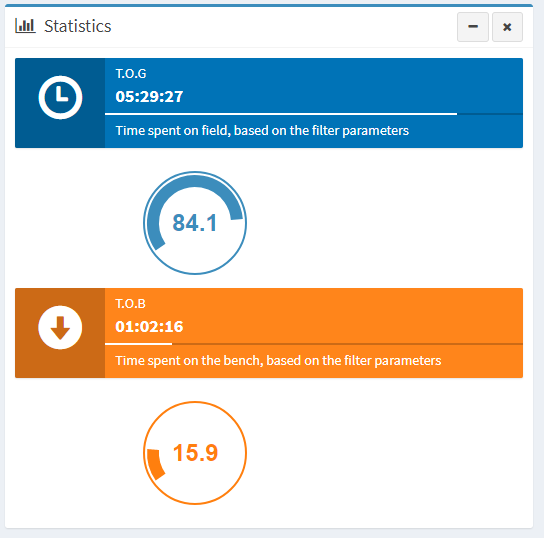 Statistics
T.O.G
05:29:27
Time spent on field, based on the filter parameters
84.1
T.O.B
01:02:16
Time spent on the bench, based on the filter parameters
15.9